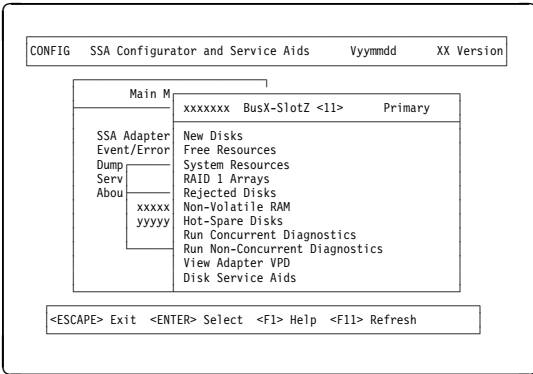 CONFIG SSA Configurator and Service Aids Vyymmdd XX Version
Main M
xxxxxxx BusX-SlotZ <11> Primary
SSA Adapter New Disks
Event/Error Free Resources
Dump System Resources
Serv RAID 1 Arrays
Abou Rejected Disks
xxxxx Non-Volatile RAM
yyyyy Hot-Spare Disks
Run Concurrent Diagnostics
Run Non-Concurrent Diagnostics
View Adapter VPD
Disk Service Aids
<ESCAPE> Exit <ENTER> Select <F1> Help <F11> Refresh